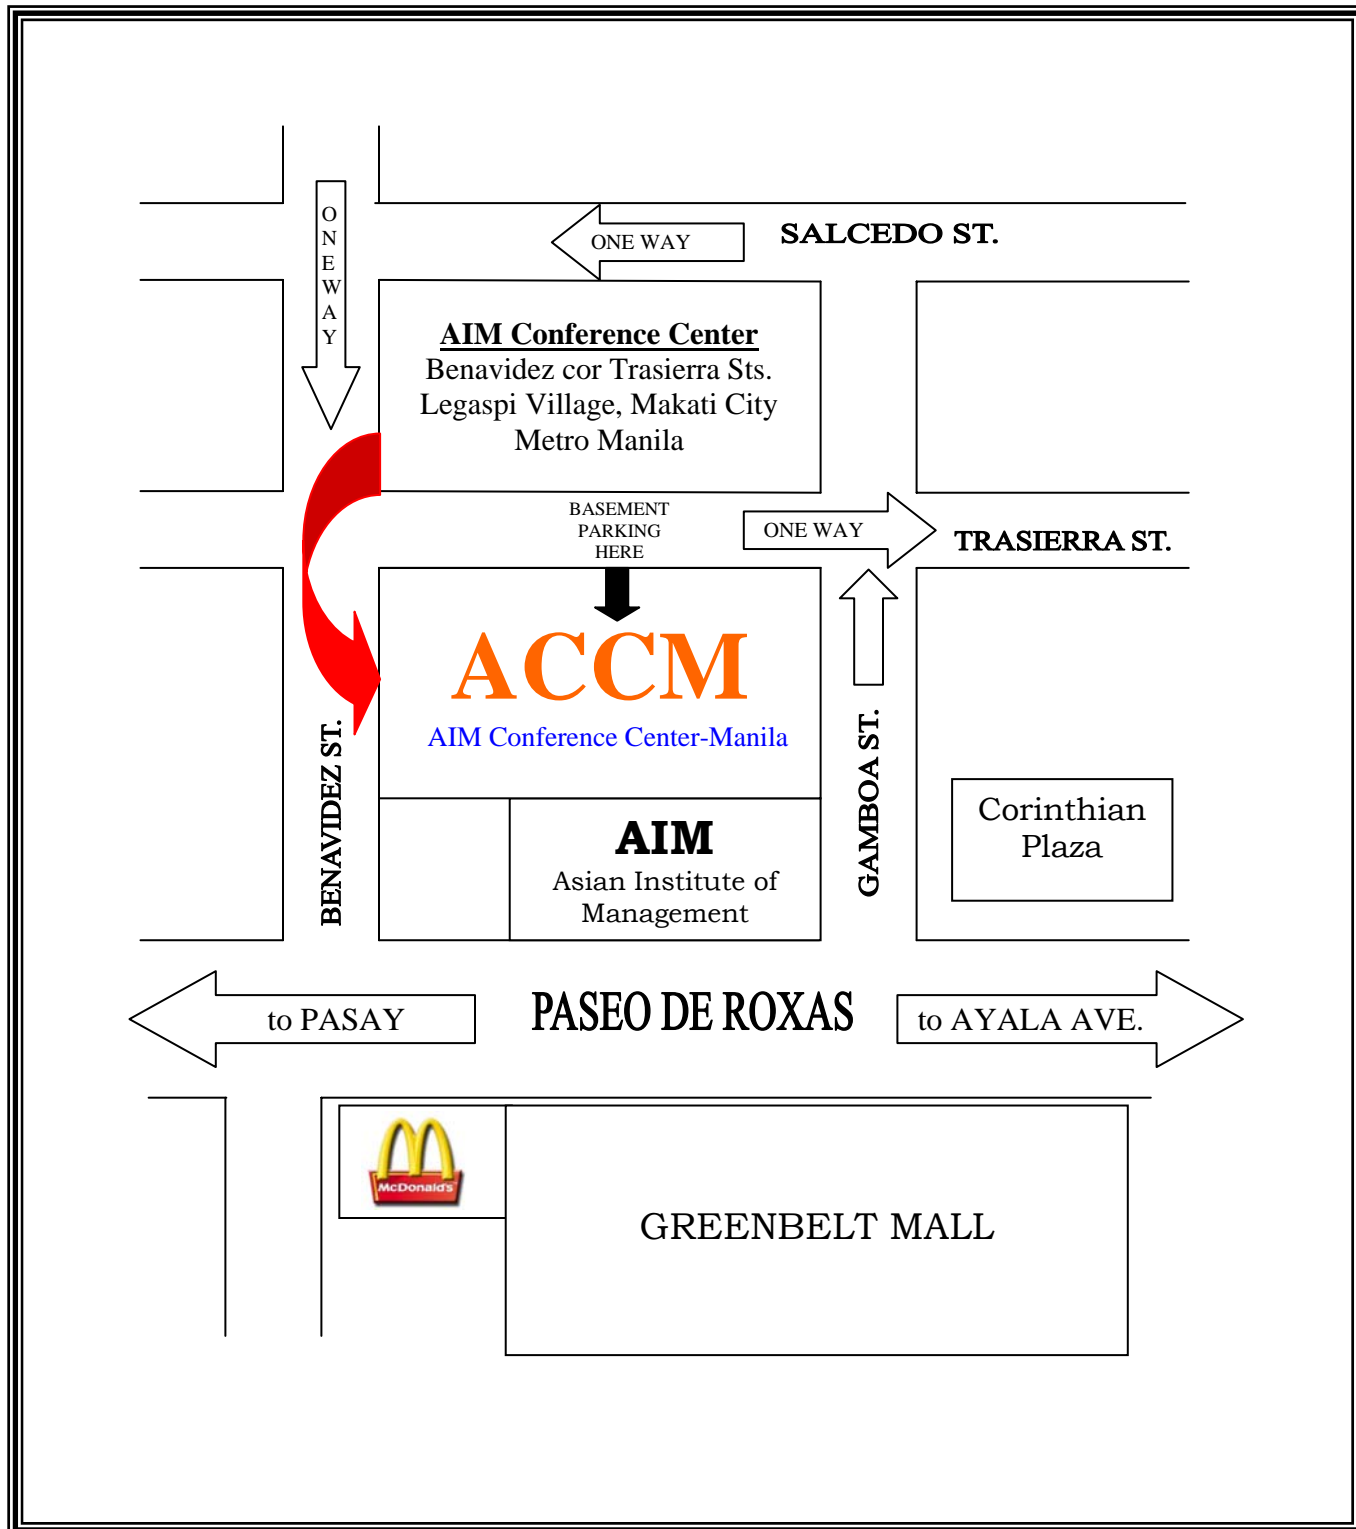 O
N
E
W
A
Y
ONE WAY
SALCEDO ST.
AIM Conference Center
Benavidez cor Trasierra Sts.
Legaspi Village, Makati City
Metro Manila
BASEMENT
PARKING
HERE
ONE WAY
TRASIERRA ST.
ACCM
AIM Conference Center-Manila
BENAVIDEZ ST.
GAMBOA ST.
AIM
Asian Institute of
Management
Corinthian
Plaza
to PASAY
PASEO DE ROXAS
to AYALA AVE.
McDonald's
GREENBELT MALL